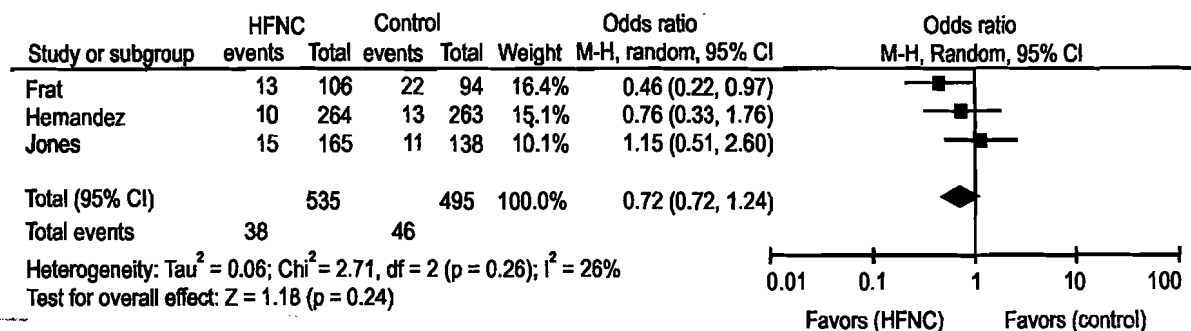 HFNC Control Odds ratio Odds ratio
Study or subgroup events Total events Total Weight M-H, random, 95% CI M-H, Random, 95% CI
Frat 13 106 22 94 16.4% 0.46 (0.22, 0.97)
Hernandez 10 264 13 263 15.1% 0.76 (0.33, 1.76)
Jones 15 165 11 138 10.1% 1.15 (0.51, 2.60)
Total (95% CI) 535 495 100.0% 0.72 (0.72, 1.24)
Total events 38 46
Heterogeneity: Tau² = 0.06; Chi² = 2.71, df = 2 (p = 0.26); I² = 26%
Test for overall effect: Z = 1.18 (p = 0.24)
0.01 0.1 1 10 100
Favors (HFNC) Favors (control)